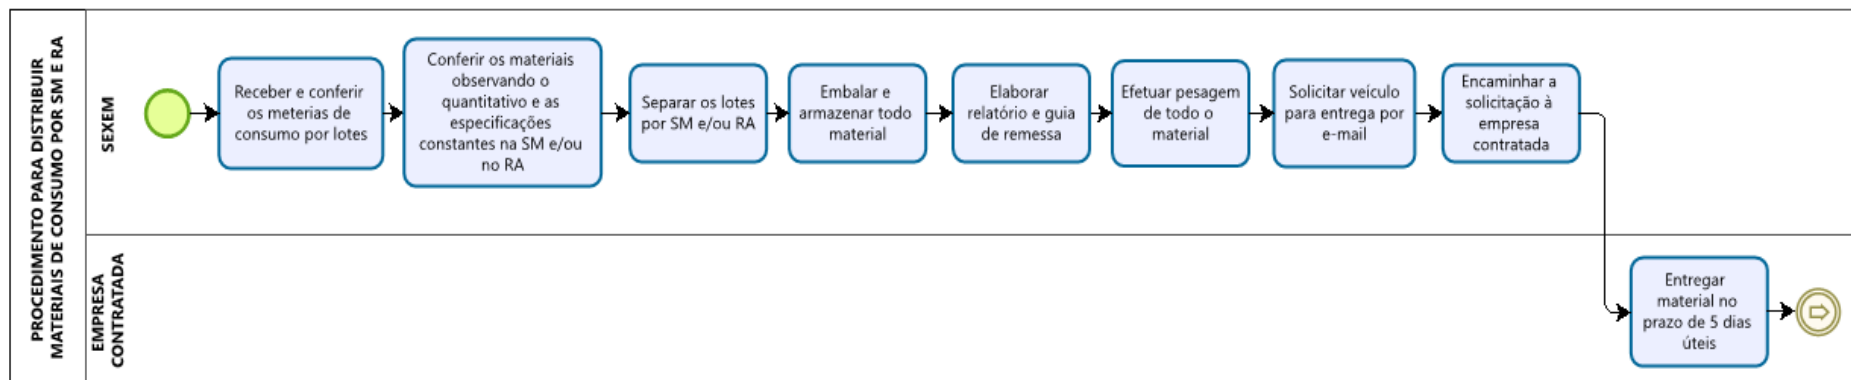 PROCEDIMENTO PARA DISTRIBUIR
MATERIAIS DE CONSUMO POR SM E RA
SEXEM
Receber e conferir
os meterias de
consumo por lotes
Conferir os materiais
observando o
quantitativo e as
especificações
constantes na SM e/ou
no RA
Separar os lotes
por SM e/ou RA
Embalar e
armazenar todo
material
Elaborar
relatório e guia
de remessa
Efetuar pesagem
de todo o
material
Solicitar veículo
para entrega por
e-mail
Encaminhar a
solicitação à
empresa
contratada
EMPRESA
CONTRATADA
Entregar
material no
prazo de 5 dias
úteis